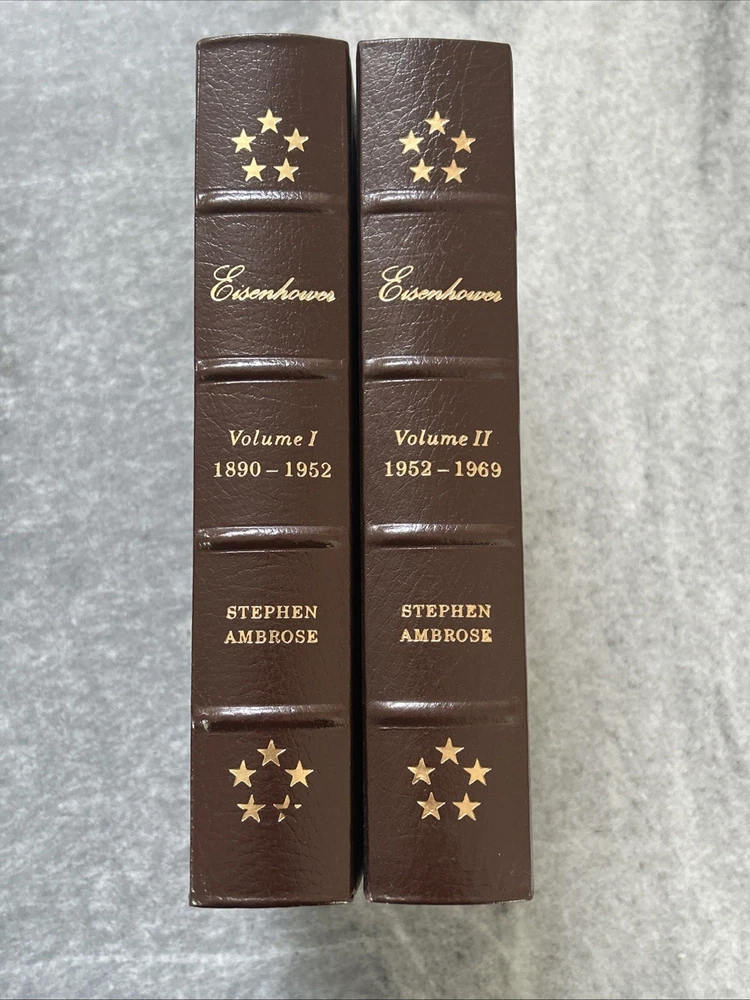 Eisenhower
Volume I
1890 – 1952
STEPHEN
AMBROSE
Eisenhower
Volume II
1952 – 1969
STEPHEN
AMBROSE